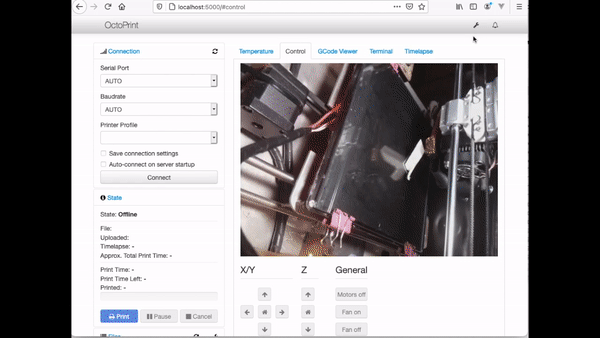 localhost:5000/#control
OctoPrint
Connection
Serial Port
AUTO
Baudrate
AUTO
Printer Profile
Save connection settings
Auto-connect on server startup
Connect
State
State: Offline
File:
Uploaded:
Timelapse: -
Approx. Total Print Time: -
Print Time: -
Print Time Left: -
Printed: -
Print Pause Cancel
Temperature Control GCode Viewer Terminal Timelapse
X/Y Z General
Motors off
Fan on
Fan off